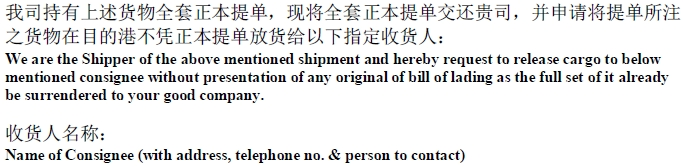 我司持有上述货物全套正本提单，现将全套正本提单交还贵司，并申请将提单所注
之货物在目的港不凭正本提单放货给以下指定收货人：
We are the Shipper of the above mentioned shipment and hereby request to release cargo to below
mentioned consignee without presentation of any original of bill of lading as the full set of it already
be surrendered to your good company.
收货人名称：
Name of Consignee (with address, telephone no. & person to contact)